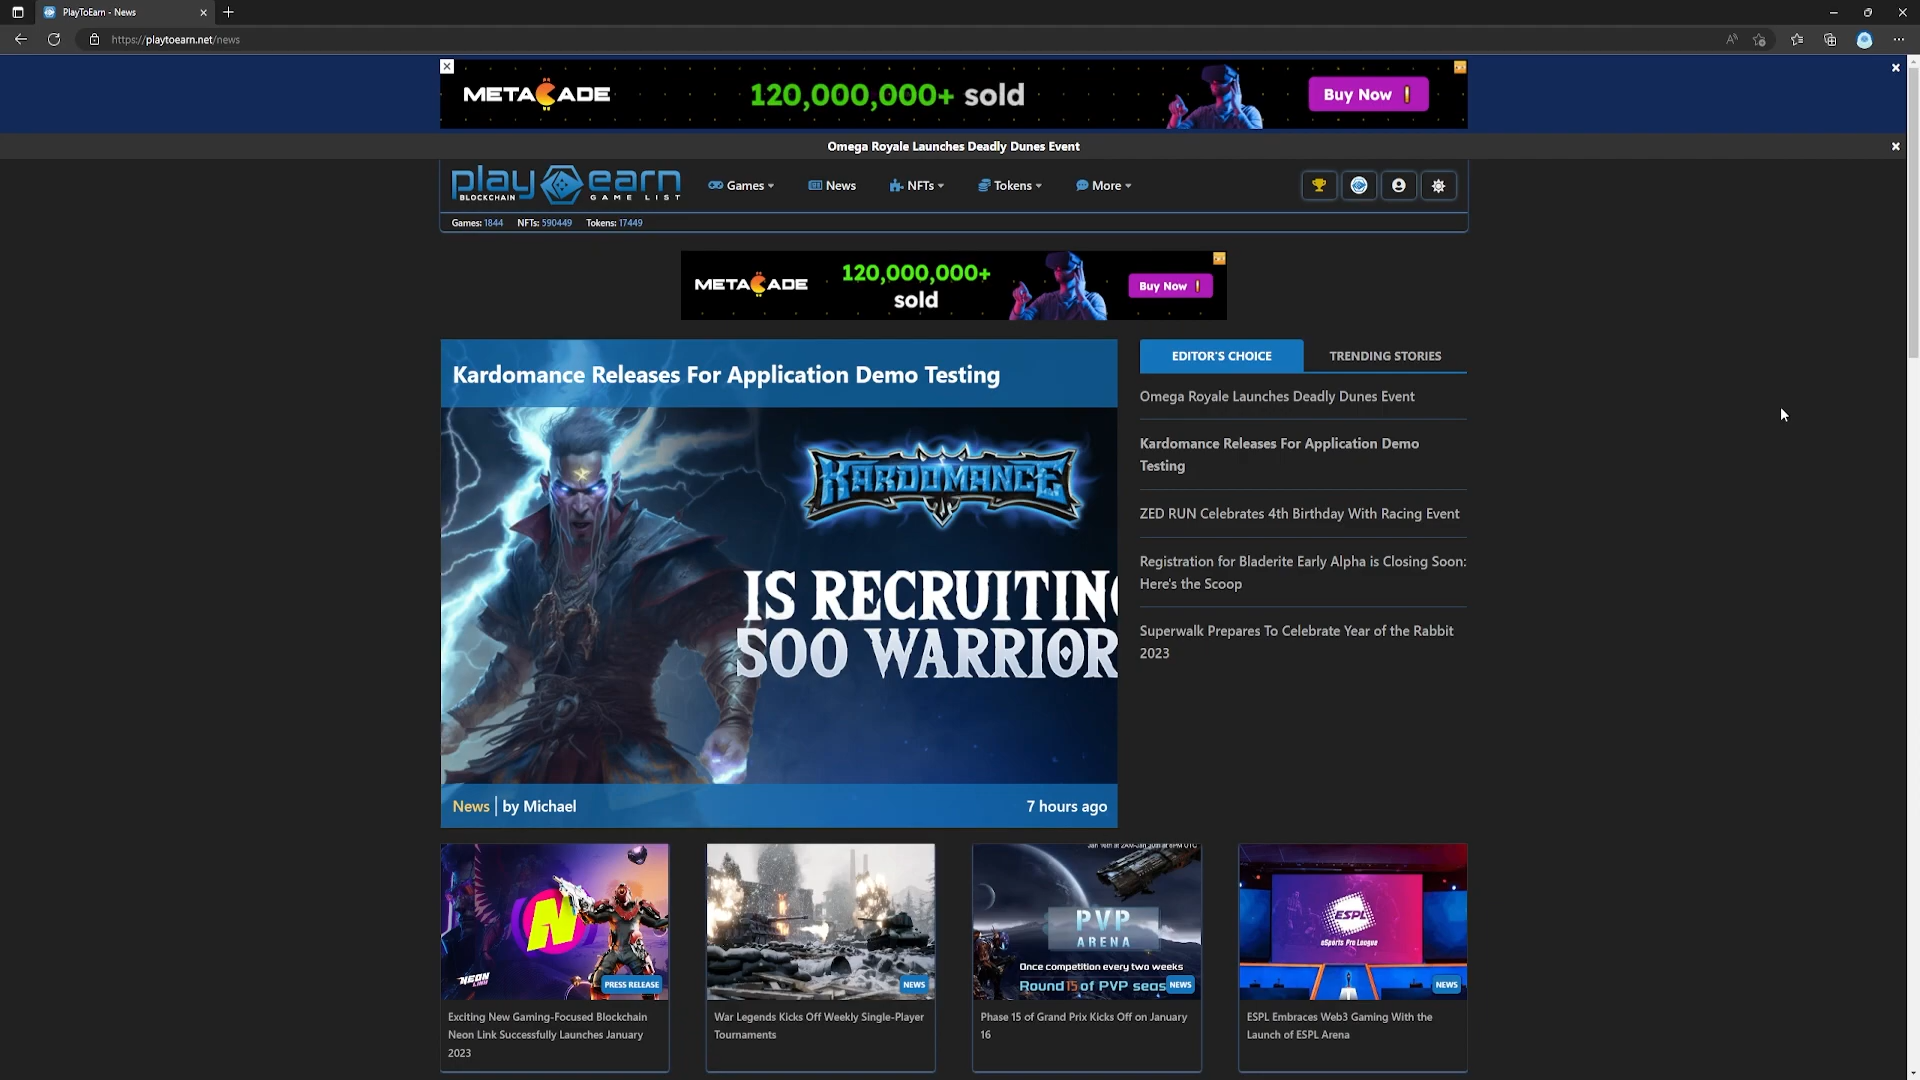 PlayToEarn - News
https://playtoearn.net/news
METACADE
120,000,000+ sold
Buy Now
Omega Royale Launches Deadly Dunes Event
play earn
BLOCKCHAIN GAME LIST
Games
News
NFTs
Tokens
More
Games: 1844 NFTs: 590449 Tokens: 17449
METACADE
120,000,000+
sold
Buy Now
Kardomance Releases For Application Demo Testing
KARDOMANCE
IS RECRUITIN
500 WARRIOR
News | by Michael
7 hours ago
EDITOR'S CHOICE
TRENDING STORIES
Omega Royale Launches Deadly Dunes Event
Kardomance Releases For Application Demo
Testing
ZED RUN Celebrates 4th Birthday With Racing Event
Registration for Bladerite Early Alpha is Closing Soon:
Here's the Scoop
Superwalk Prepares To Celebrate Year of the Rabbit
2023
N
NEON
LINK
PRESS RELEASE
Exciting New Gaming-Focused Blockchain
Neon Link Successfully Launches January
2023
NEWS
War Legends Kicks Off Weekly Single-Player
Tournaments
PVP
ARENA
Once competition every two weeks
Round 15 of PVP seas
NEWS
Phase 15 of Grand Prix Kicks Off on January
16
ESPL
eSports Pro League
NEWS
ESPL Embraces Web3 Gaming With the
Launch of ESPL Arena